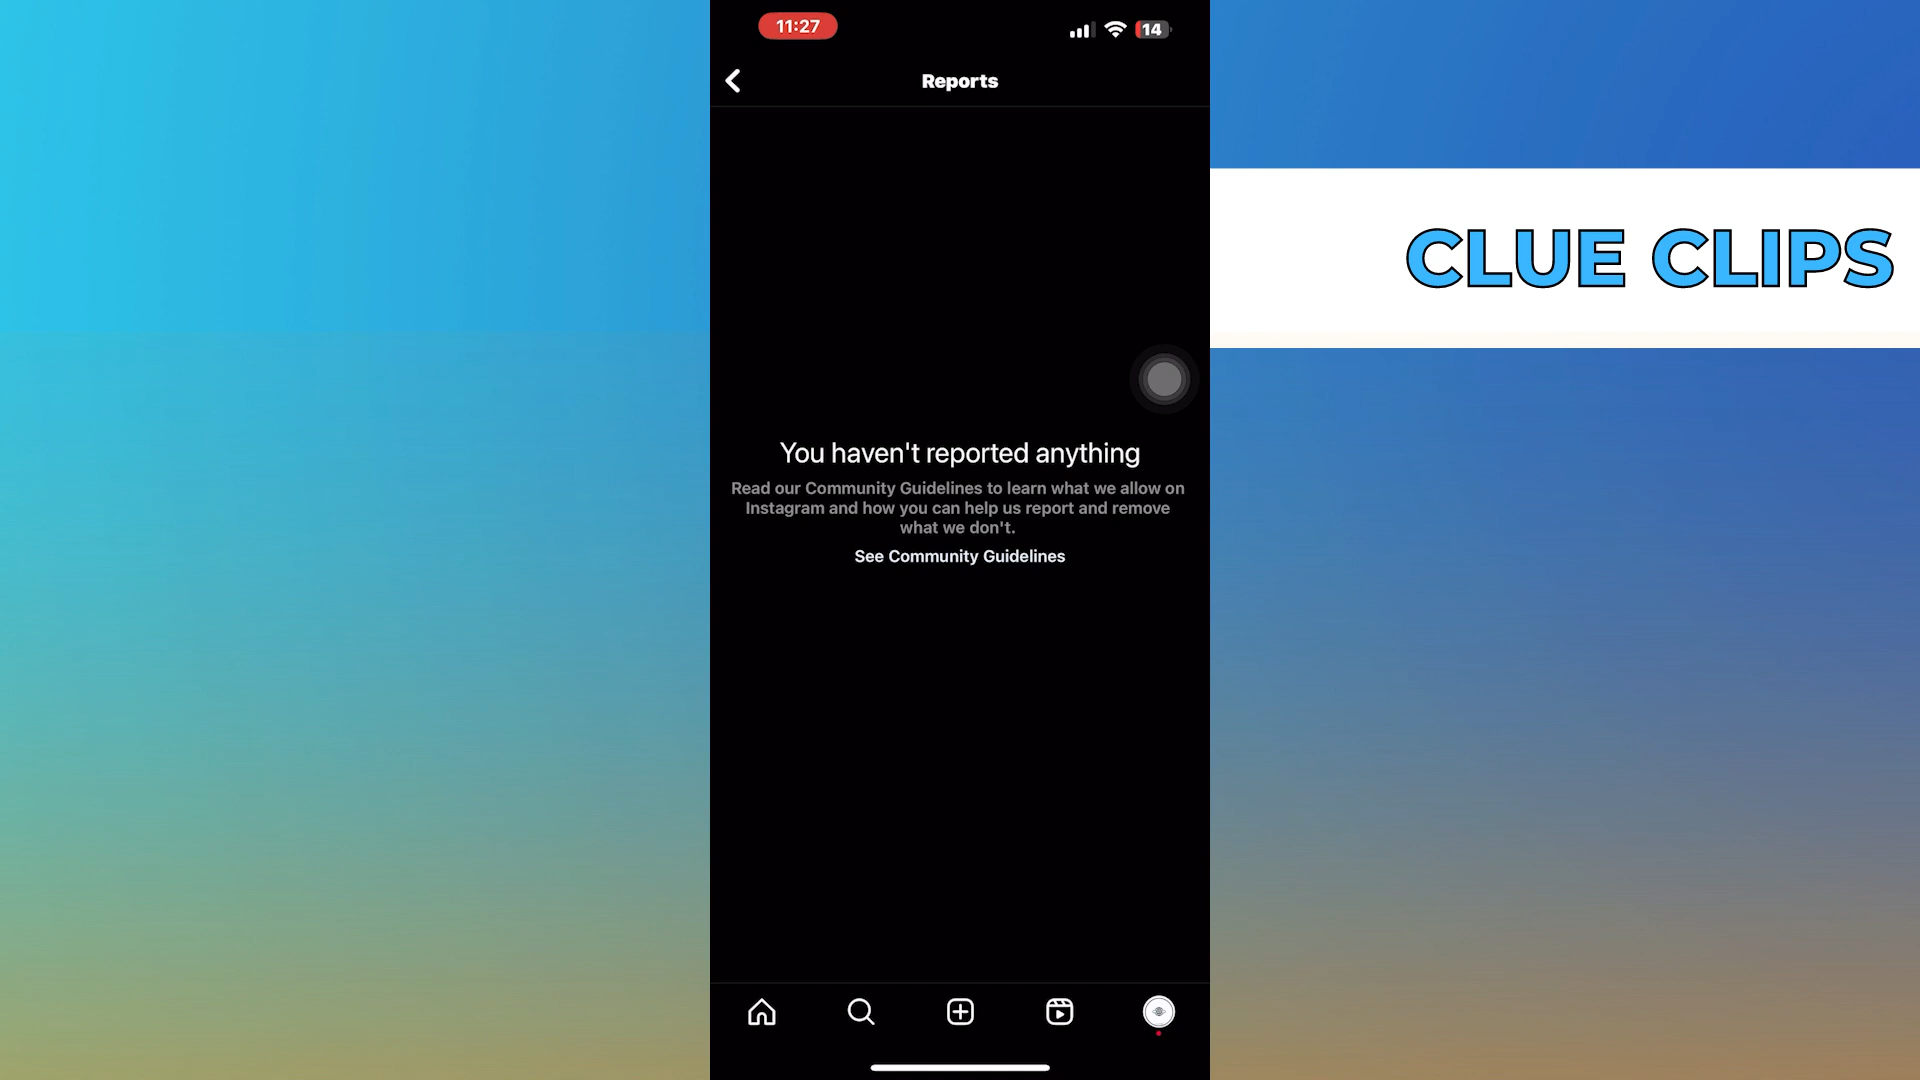 11:27
14
Reports
CLUE CLIPS
You haven't reported anything
Read our Community Guidelines to learn what we allow on
Instagram and how you can help us report and remove
what we don't.
See Community Guidelines